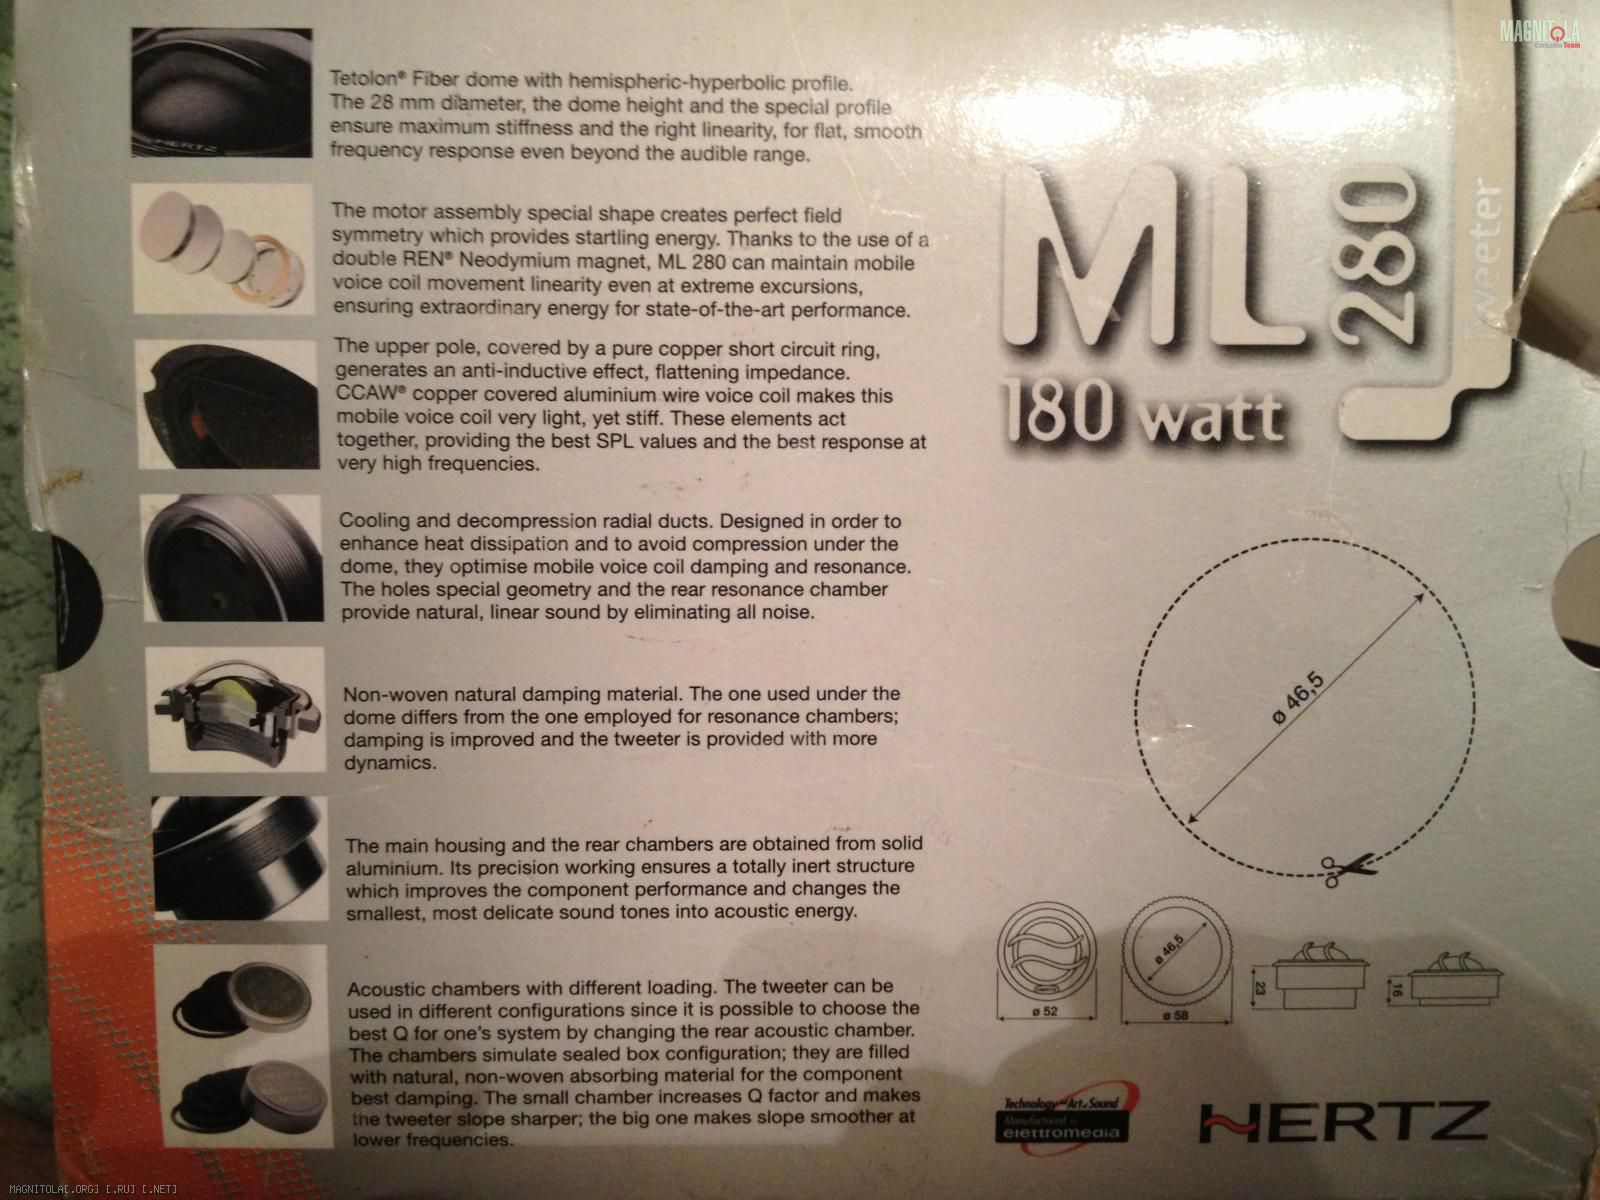 MAGNITOLA
CarAudio Team
HERTZ
Tetolon® Fiber dome with hemispheric-hyperbolic profile.
The 28 mm diameter, the dome height and the special profile
ensure maximum stiffness and the right linearity, for flat, smooth
frequency response even beyond the audible range.
The motor assembly special shape creates perfect field
symmetry which provides startling energy. Thanks to the use of a
double REN® Neodymium magnet, ML 280 can maintain mobile
voice coil movement linearity even at extreme excursions,
ensuring extraordinary energy for state-of-the-art performance.
The upper pole, covered by a pure copper short circuit ring,
generates an anti-inductive effect, flattening impedance.
CCAW® copper covered aluminium wire voice coil makes this
mobile voice coil very light, yet stiff. These elements act
together, providing the best SPL values and the best response at
very high frequencies.
Cooling and decompression radial ducts. Designed in order to
enhance heat dissipation and to avoid compression under the
dome, they optimise mobile voice coil damping and resonance.
The holes special geometry and the rear resonance chamber
provide natural, linear sound by eliminating all noise.
Non-woven natural damping material. The one used under the
dome differs from the one employed for resonance chambers;
damping is improved and the tweeter is provided with more
dynamics.
The main housing and the rear chambers are obtained from solid
aluminium. Its precision working ensures a totally inert structure
which improves the component performance and changes the
smallest, most delicate sound tones into acoustic energy.
Acoustic chambers with different loading. The tweeter can be
used in different configurations since it is possible to choose the
best Q for one's system by changing the rear acoustic chamber.
The chambers simulate sealed box configuration; they are filled
with natural, non-woven absorbing material for the component
best damping. The small chamber increases Q factor and makes
the tweeter slope sharper; the big one makes slope smoother at
lower frequencies.
ML 280
Tweeter
180 watt
ø 46,5
ø 52
ø 46,5
ø 58
23
16
Technology and Art of Sound
Manufactured by
elettromedia
HERTZ
MAGNITOLA[.ORG] [.RU] [.NET]